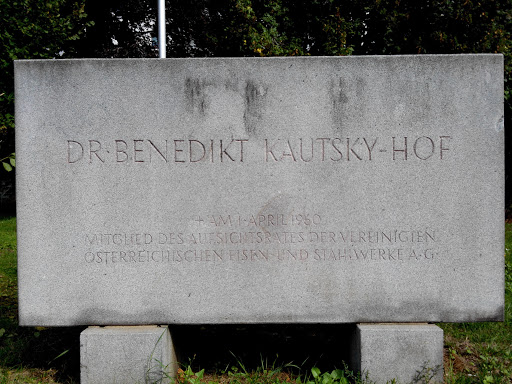 DR·BENEDIKT KAUTSKY-HOF
+ AM 1·APRIL 1960
MITGLIED DES AUFSICHTSRATES DER VEREINIGTEN
ÖSTERREICHISCHEN EISEN- UND STAHLWERKE A·G·